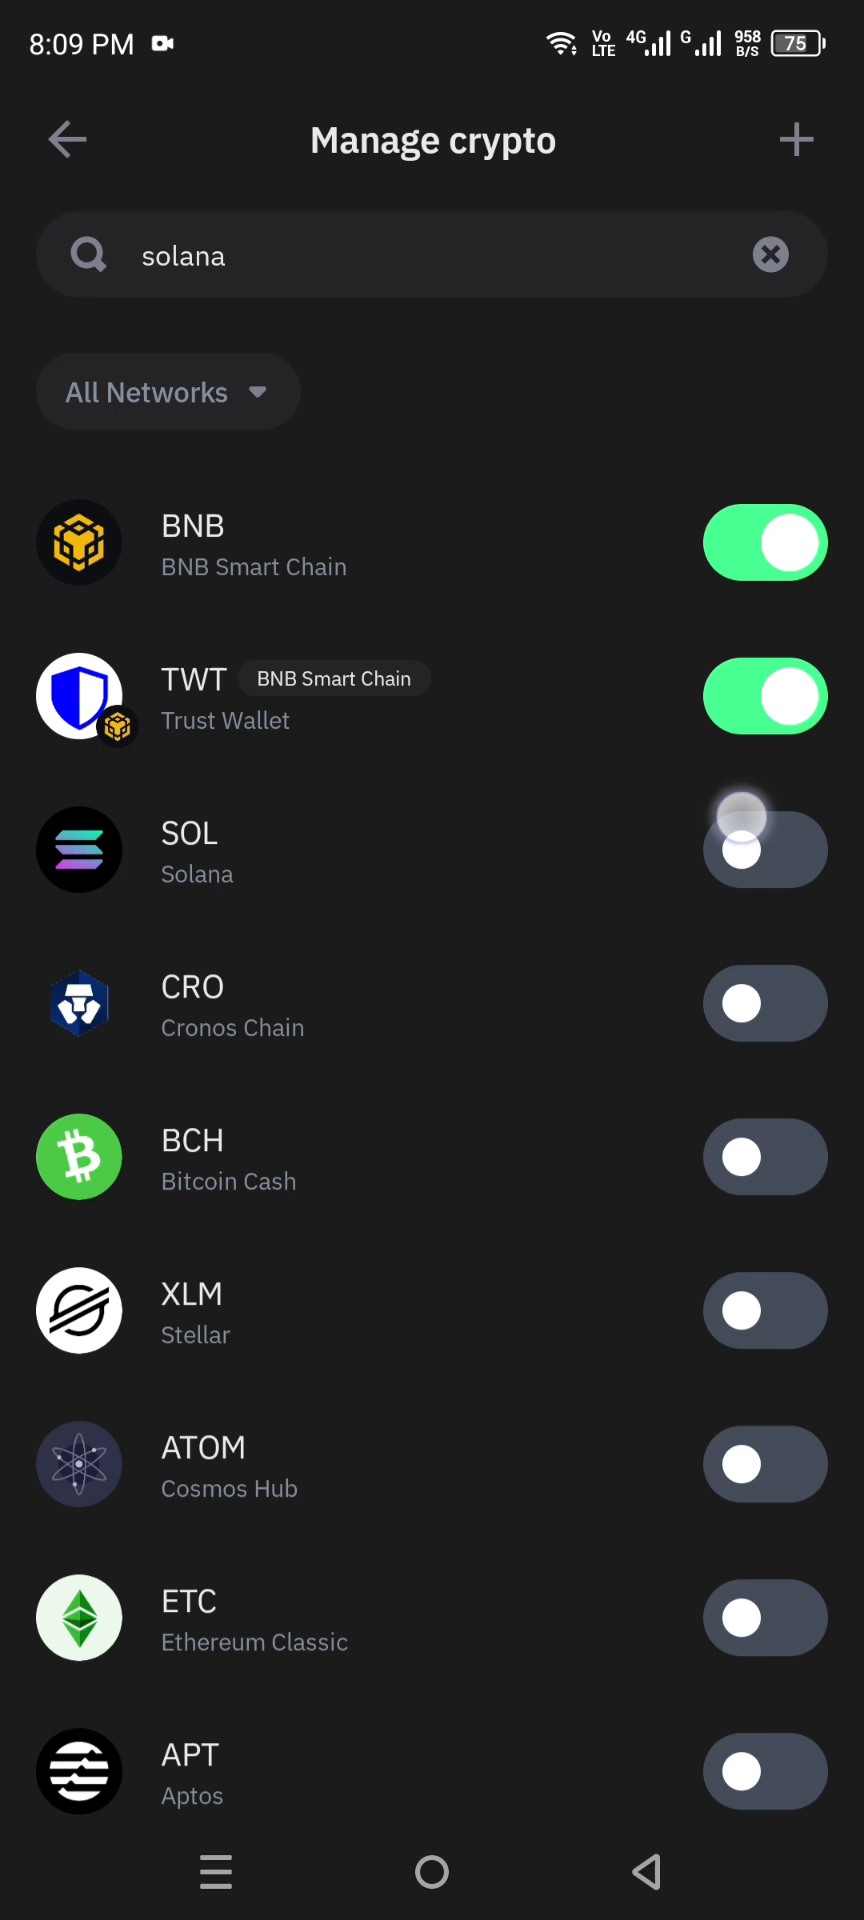 8:09 PM Vo LTE 4G G 958 B/S 75
Manage crypto
solana
All Networks
BNB
BNB Smart Chain
TWT BNB Smart Chain
Trust Wallet
SOL
Solana
CRO
Cronos Chain
BCH
Bitcoin Cash
XLM
Stellar
ATOM
Cosmos Hub
ETC
Ethereum Classic
APT
Aptos